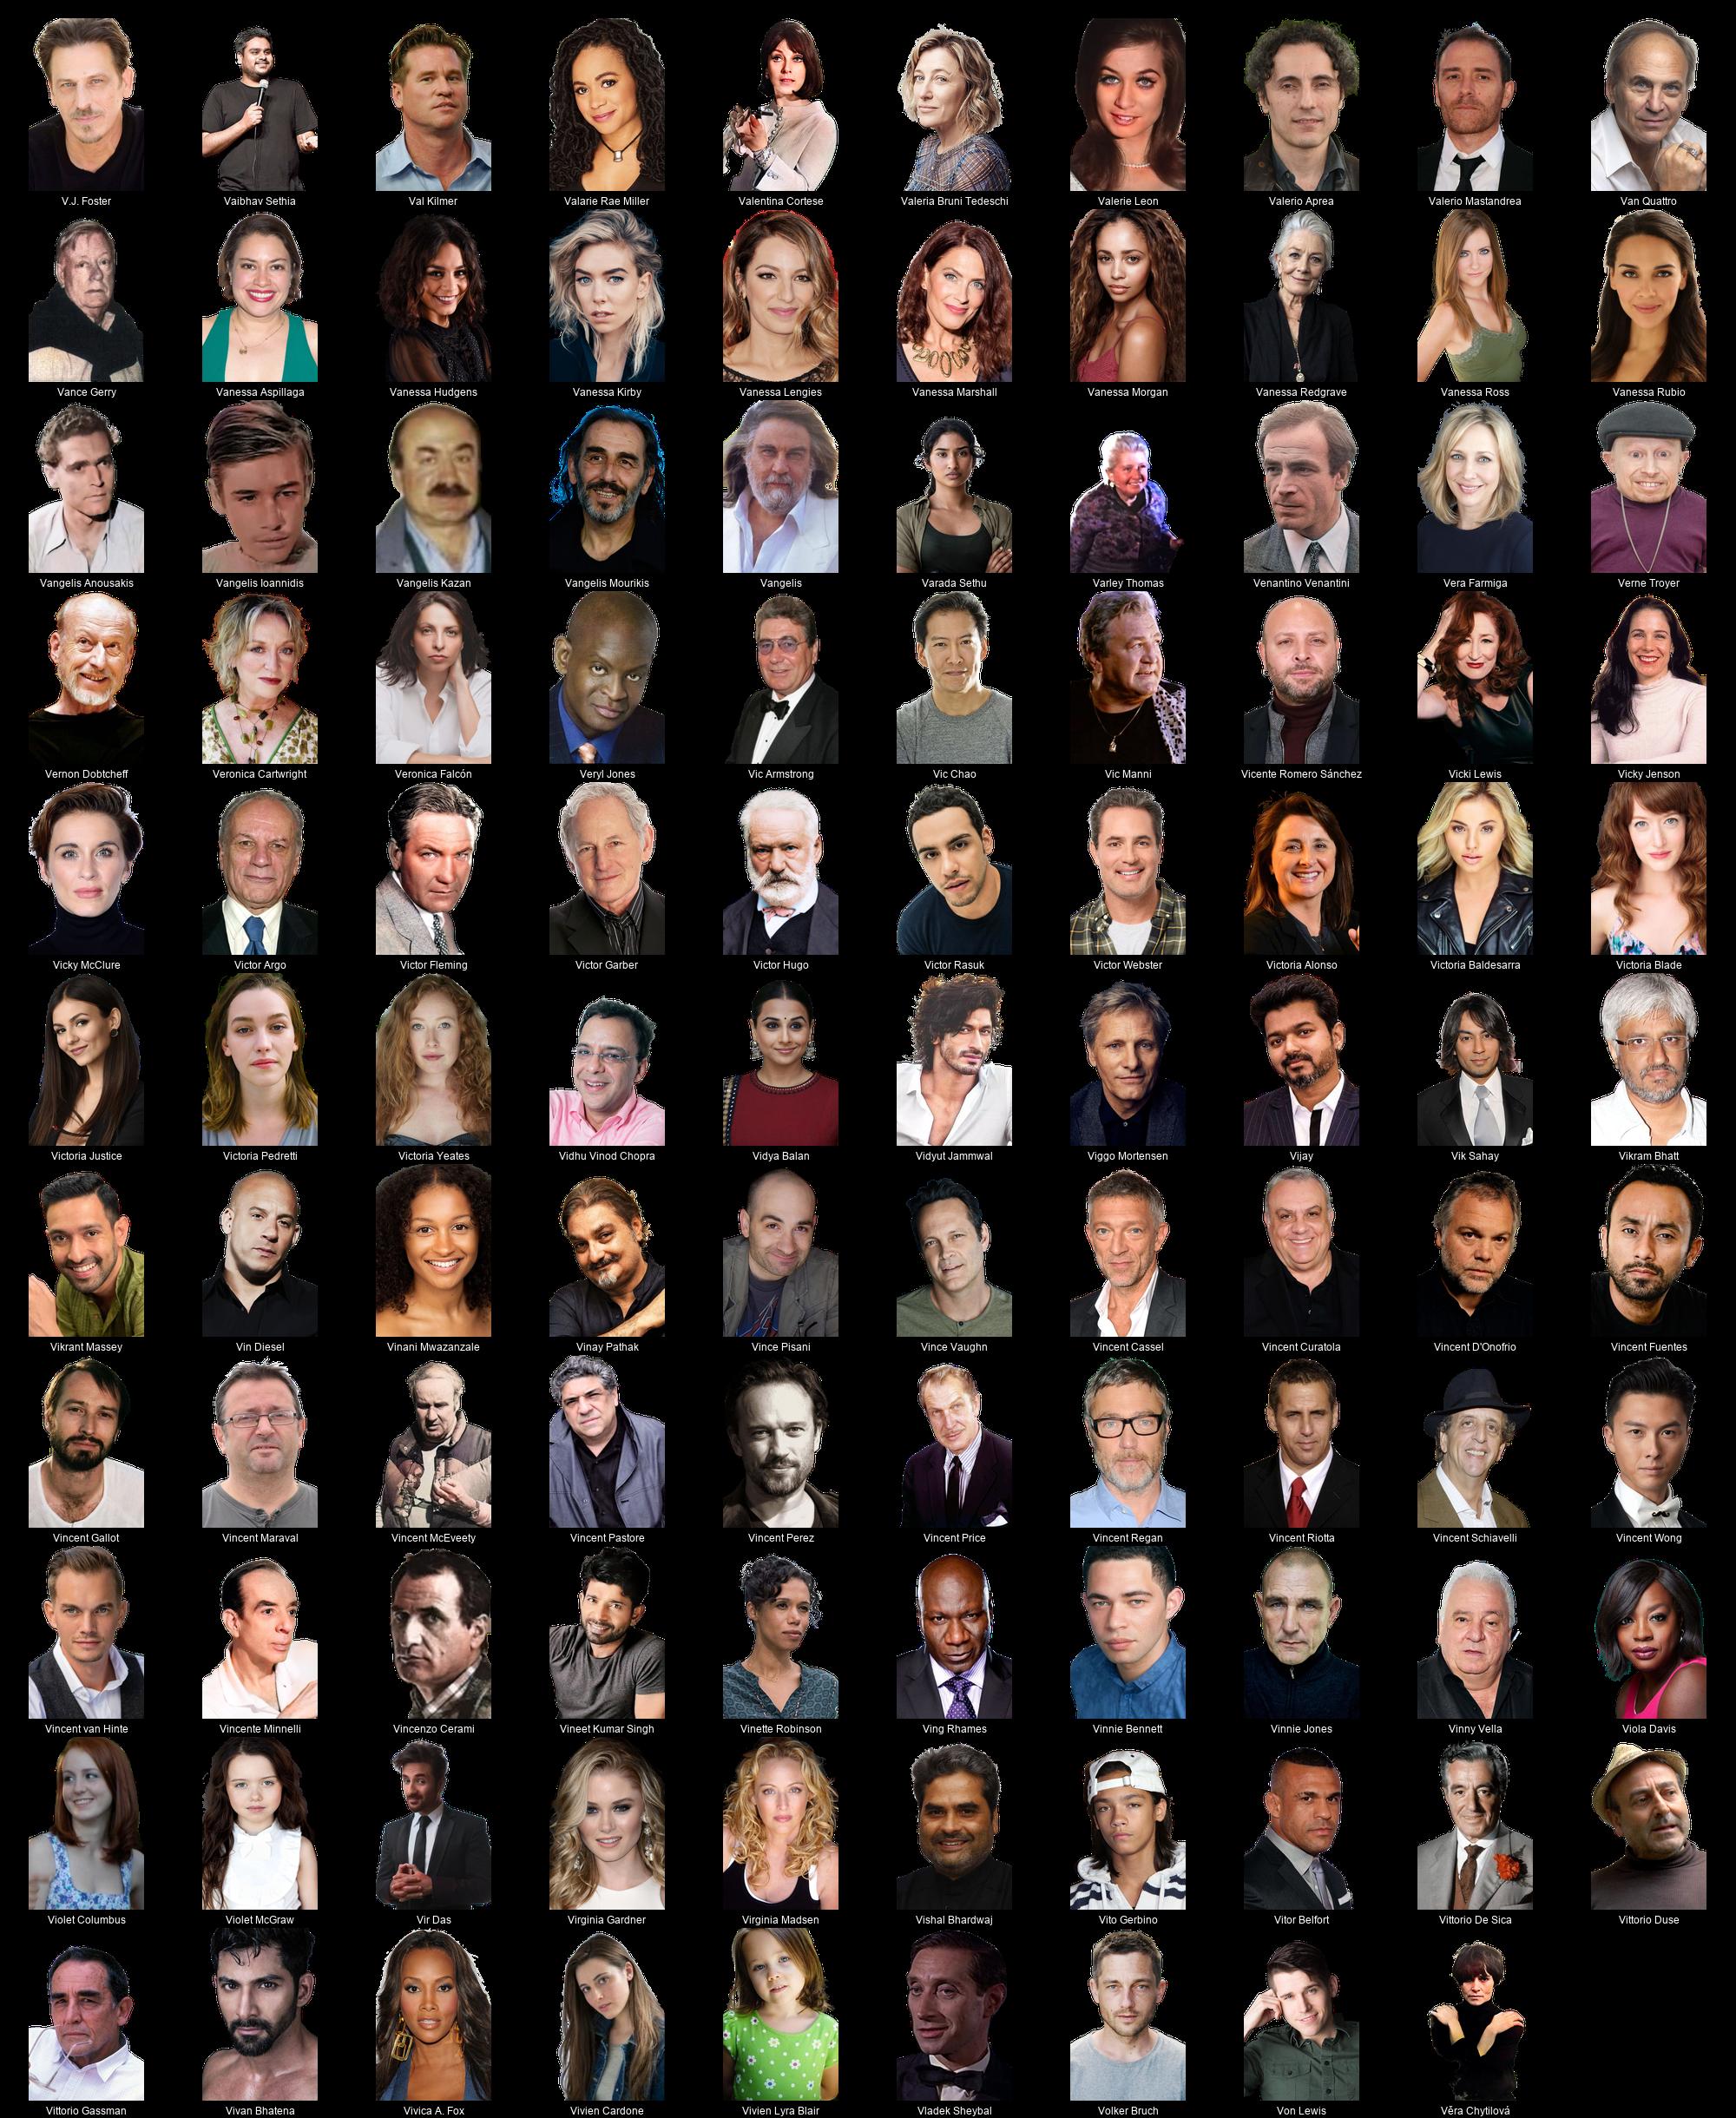 V.J. Foster Vaibhav Sethia Val Kilmer Valarie Rae Miller Valentina Cortese Valeria Bruni Tedeschi Valerie Leon Valerio Aprea Valerio Mastandrea Van Quattro
Vance Gerry Vanessa Aspillaga Vanessa Hudgens Vanessa Kirby Vanessa Lengies Vanessa Marshall Vanessa Morgan Vanessa Redgrave Vanessa Ross Vanessa Rubio
Vangelis Anousakis Vangelis Ioannidis Vangelis Kazan Vangelis Mourikis Vangelis Varada Sethu Varley Thomas Venantino Venantini Vera Farmiga Verne Troyer
Vernon Dobtcheff Veronica Cartwright Veronica Falcón Veryl Jones Vic Armstrong Vic Chao Vic Manni Vicente Romero Sánchez Vicki Lewis Vicky Jenson
Vicky McClure Victor Argo Victor Fleming Victor Garber Victor Hugo Victor Rasuk Victor Webster Victoria Alonso Victoria Baldesarra Victoria Blade
Victoria Justice Victoria Pedretti Victoria Yeates Vidhu Vinod Chopra Vidya Balan Vidyut Jammwal Viggo Mortensen Vijay Vik Sahay Vikram Bhatt
Vikrant Massey Vin Diesel Vinani Mwazanzale Vinay Pathak Vince Pisani Vince Vaughn Vincent Cassel Vincent Curatola Vincent D'Onofrio Vincent Fuentes
Vincent Gallot Vincent Maraval Vincent McEveety Vincent Pastore Vincent Perez Vincent Price Vincent Regan Vincent Riotta Vincent Schiavelli Vincent Wong
Vincent van Hinte Vincente Minnelli Vincenzo Cerami Vineet Kumar Singh Vinette Robinson Ving Rhames Vinnie Bennett Vinnie Jones Vinny Vella Viola Davis
Violet Columbus Violet McGraw Vir Das Virginia Gardner Virginia Madsen Vishal Bhardwaj Vito Gerbino Vitor Belfort Vittorio De Sica Vittorio Duse
Vittorio Gassman Vivan Bhatena Vivica A. Fox Vivien Cardone Vivien Lyra Blair Vladek Sheybal Volker Bruch Von Lewis Věra Chytilová